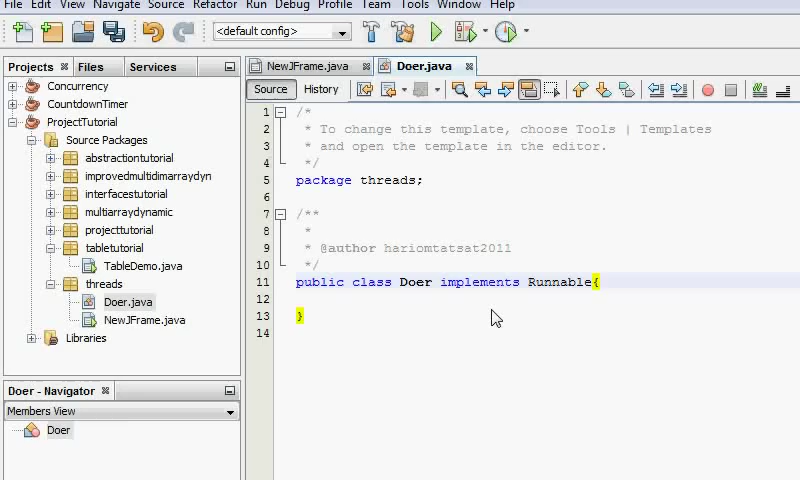 File Edit View Navigate Source Refactor Run Debug Profile Team Tools Window Help
<default config>
Projects Files Services
Concurrency
CountdownTimer
ProjectTutorial
Source Packages
abstractiontutorial
improvedmultidimarraydyn
interfacestutorial
multiarraydynamic
projecttutorial
tabletutorial
TableDemo.java
threads
Doer.java
NewJFrame.java
Libraries
Doer - Navigator
Members View
Doer
NewJFrame.java Doer.java
Source History
1 /*
2 * To change this template, choose Tools | Templates
3 * and open the template in the editor.
4 */
5 package threads;
6
7 /**
8 *
9 * @author hariomtatsat2011
10 */
11 public class Doer implements Runnable{
12
13 }
14